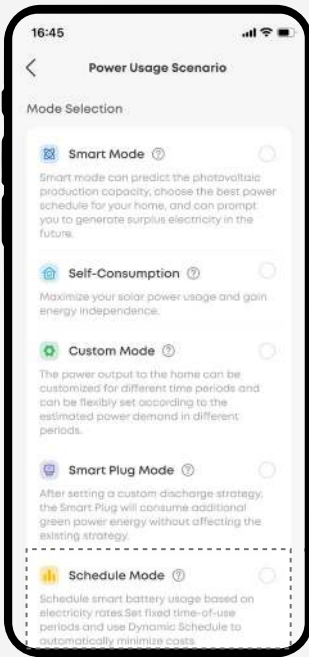 16:45
Power Usage Scenario
Mode Selection
Smart Mode ?
Smart mode can predict the photovoltaic
production capacity, choose the best power
schedule for your home, and can prompt
you to generate surplus electricity in the
future.
Self-Consumption ?
Maximize your solar power usage and gain
energy independence.
Custom Mode ?
The power output to the home can be
customized for different time periods and
can be flexibly set according to the
estimated power demand in different
periods.
Smart Plug Mode ?
After setting a custom discharge strategy,
the Smart Plug will consume additional
green power energy without affecting the
existing strategy.
Schedule Mode ?
Schedule smart battery usage based on
electricity rates.Set fixed time-of-use
periods and use Dynamic Schedule to
automatically minimize costs.